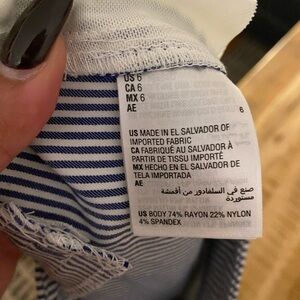 US 6
CA 6
MX 6
AE
6
US MADE IN EL SALVADOR OF
IMPORTED FABRIC
CA FABRIQUÉ AU SALVADOR À
PARTIR DE TISSU IMPORTÉ
MX HECHO EN EL SALVADOR DE
TELA IMPORTADA
AE
صنع في السلفادور من أقمشة
مستوردة
US BODY 74% RAYON 22% NYLON
4% SPANDEX